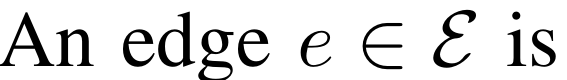 An edge e ∈ ℰ is